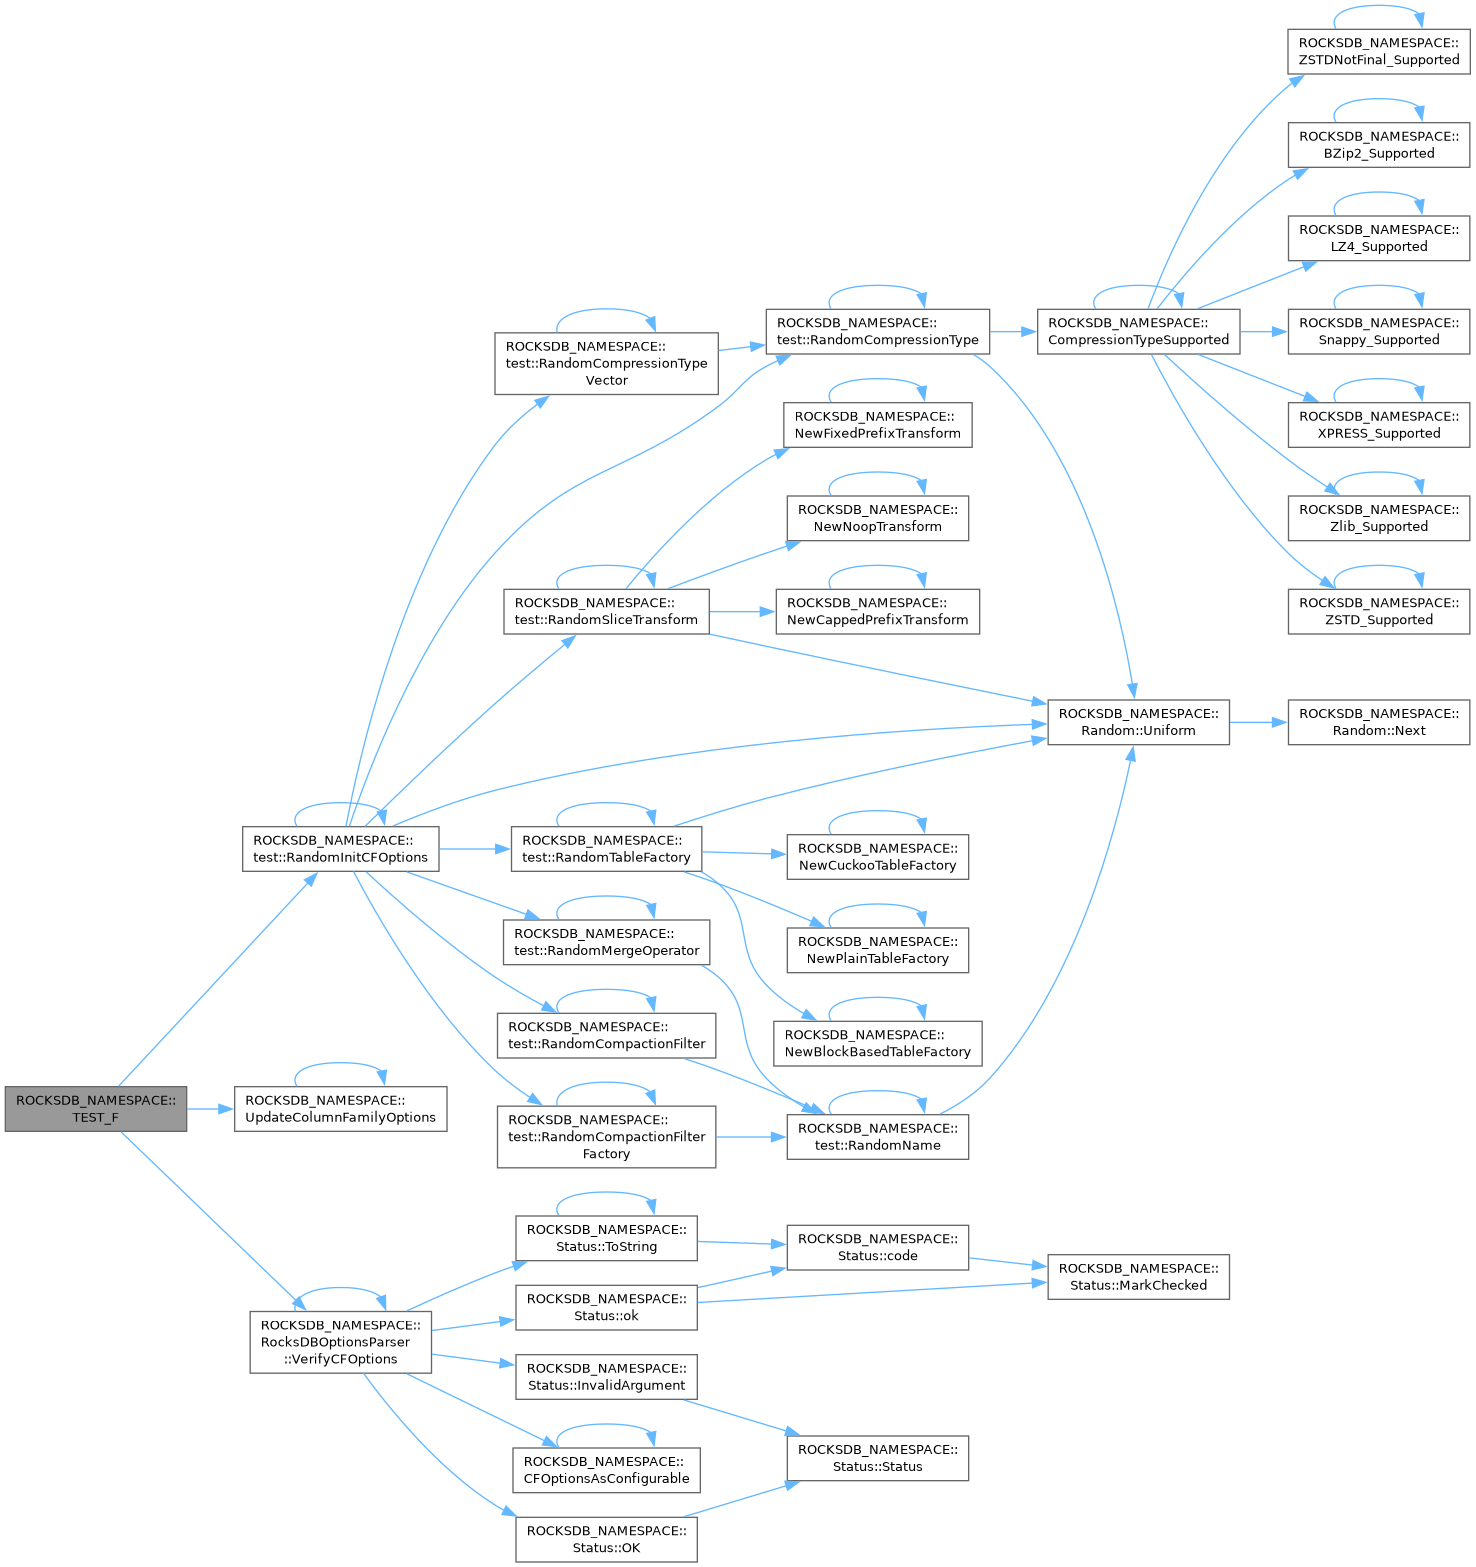 ROCKSDB_NAMESPACE::
TEST_F
ROCKSDB_NAMESPACE::
test::RandomInitCFOptions
ROCKSDB_NAMESPACE::
UpdateColumnFamilyOptions
ROCKSDB_NAMESPACE::
RocksDBOptionsParser
::VerifyCFOptions
ROCKSDB_NAMESPACE::
test::RandomCompressionType
Vector
ROCKSDB_NAMESPACE::
test::RandomSliceTransform
ROCKSDB_NAMESPACE::
test::RandomTableFactory
ROCKSDB_NAMESPACE::
test::RandomMergeOperator
ROCKSDB_NAMESPACE::
test::RandomCompactionFilter
ROCKSDB_NAMESPACE::
test::RandomCompactionFilter
Factory
ROCKSDB_NAMESPACE::
Status::ToString
ROCKSDB_NAMESPACE::
Status::ok
ROCKSDB_NAMESPACE::
Status::InvalidArgument
ROCKSDB_NAMESPACE::
CFOptionsAsConfigurable
ROCKSDB_NAMESPACE::
Status::OK
ROCKSDB_NAMESPACE::
test::RandomCompressionType
ROCKSDB_NAMESPACE::
NewFixedPrefixTransform
ROCKSDB_NAMESPACE::
NewNoopTransform
ROCKSDB_NAMESPACE::
NewCappedPrefixTransform
ROCKSDB_NAMESPACE::
NewCuckooTableFactory
ROCKSDB_NAMESPACE::
NewPlainTableFactory
ROCKSDB_NAMESPACE::
NewBlockBasedTableFactory
ROCKSDB_NAMESPACE::
test::RandomName
ROCKSDB_NAMESPACE::
Status::code
ROCKSDB_NAMESPACE::
Status::Status
ROCKSDB_NAMESPACE::
CompressionTypeSupported
ROCKSDB_NAMESPACE::
Random::Uniform
ROCKSDB_NAMESPACE::
Status::MarkChecked
ROCKSDB_NAMESPACE::
ZSTDNotFinal_Supported
ROCKSDB_NAMESPACE::
BZip2_Supported
ROCKSDB_NAMESPACE::
LZ4_Supported
ROCKSDB_NAMESPACE::
Snappy_Supported
ROCKSDB_NAMESPACE::
XPRESS_Supported
ROCKSDB_NAMESPACE::
Zlib_Supported
ROCKSDB_NAMESPACE::
ZSTD_Supported
ROCKSDB_NAMESPACE::
Random::Next